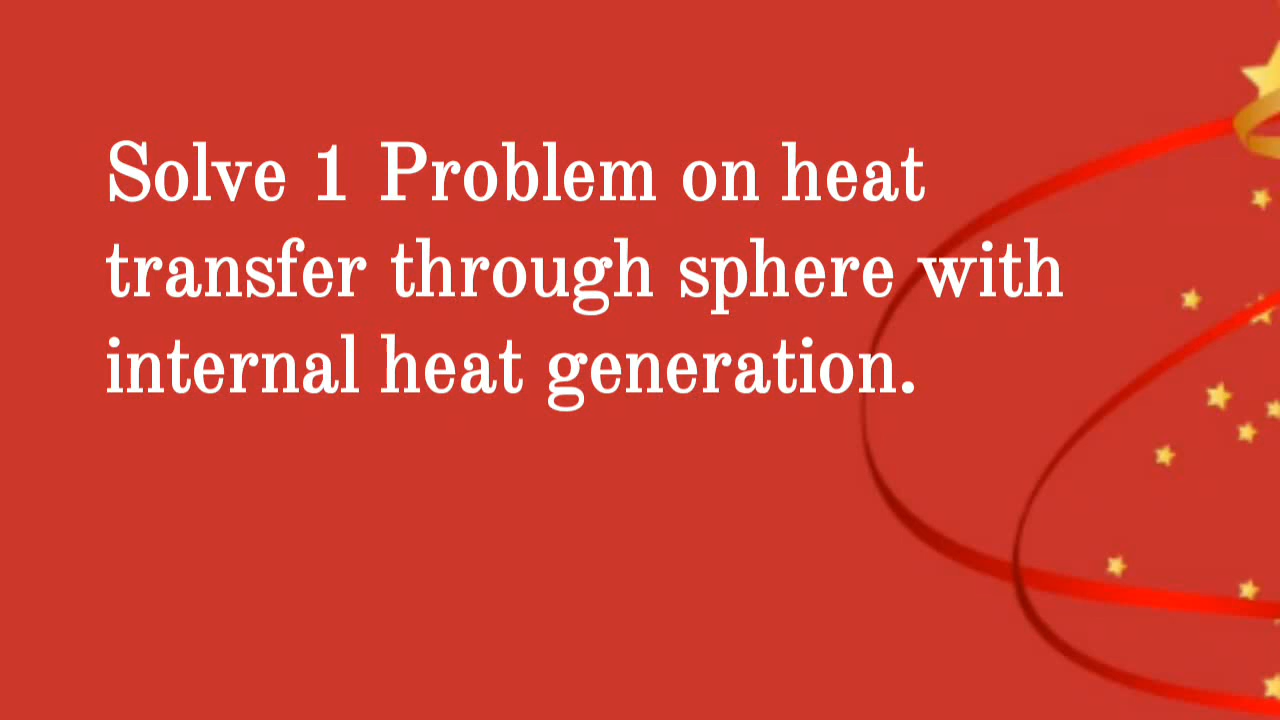 Solve 1 Problem on heat
transfer through sphere with
internal heat generation.